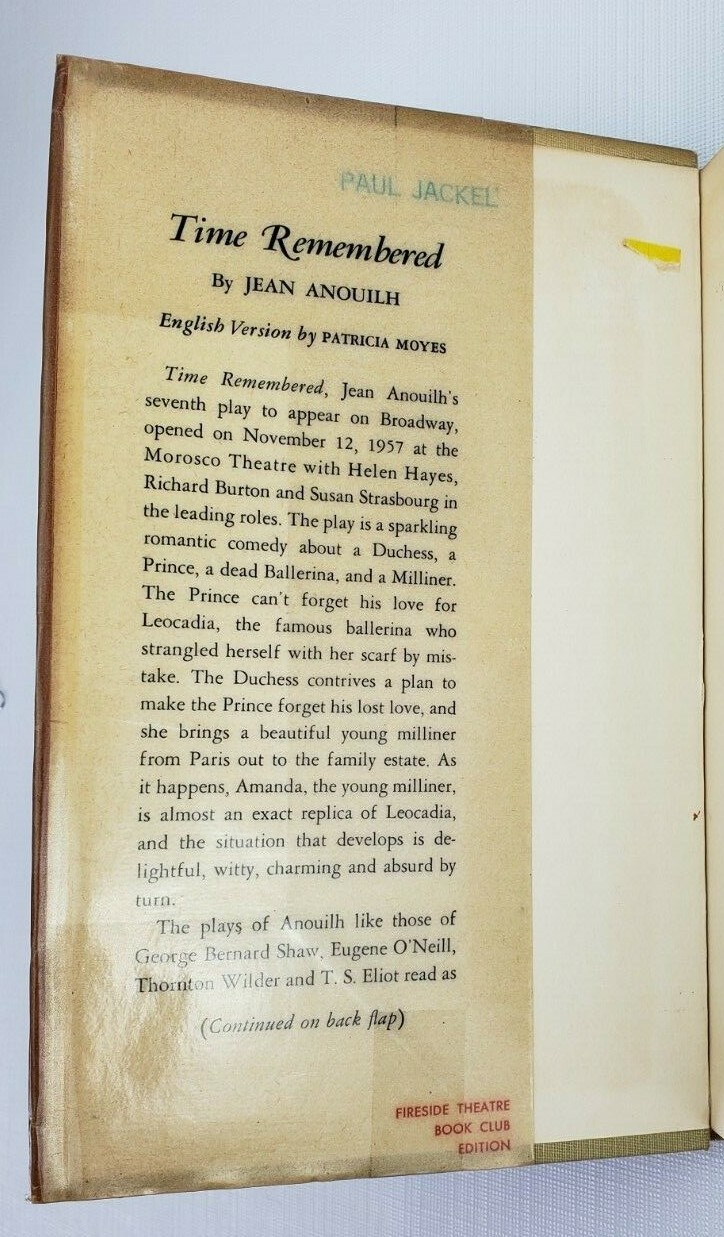 PAUL JACKEL
Time Remembered
By JEAN ANOUILH
English Version by PATRICIA MOYES
Time Remembered, Jean Anouilh's
seventh play to appear on Broadway,
opened on November 12, 1957 at the
Morosco Theatre with Helen Hayes,
Richard Burton and Susan Strasbourg in
the leading roles. The play is a sparkling
romantic comedy about a Duchess, a
Prince, a dead Ballerina, and a Milliner.
The Prince can't forget his love for
Leocadia, the famous ballerina who
strangled herself with her scarf by mis-
take. The Duchess contrives a plan to
make the Prince forget his lost love, and
she brings a beautiful young milliner
from Paris out to the family estate. As
it happens, Amanda, the young milliner,
is almost an exact replica of Leocadia,
and the situation that develops is de-
lightful, witty, charming and absurd by
turn.
The plays of Anouilh like those of
George Bernard Shaw, Eugene O'Neill,
Thornton Wilder and T. S. Eliot read as
(Continued on back flap)
FIRESIDE THEATRE
BOOK CLUB
EDITION